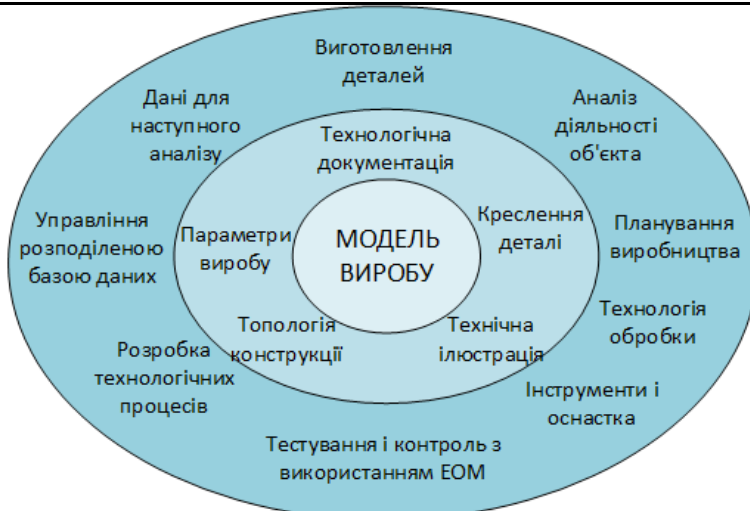 Виготовлення
деталей
Дані для
наступного
аналізу
Аналіз
діяльності
об'єкта
Технологічна
документація
Управління
розподіленою
базою даних
Параметри
виробу
МОДЕЛЬ
ВИРОБУ
Креслення
деталі
Планування
виробництва
Топологія
конструкції
Технічна
ілюстрація
Технологія
обробки
Розробка
технологічних
процесів
Інструменти і
оснастка
Тестування і контроль з
використанням ЕОМ